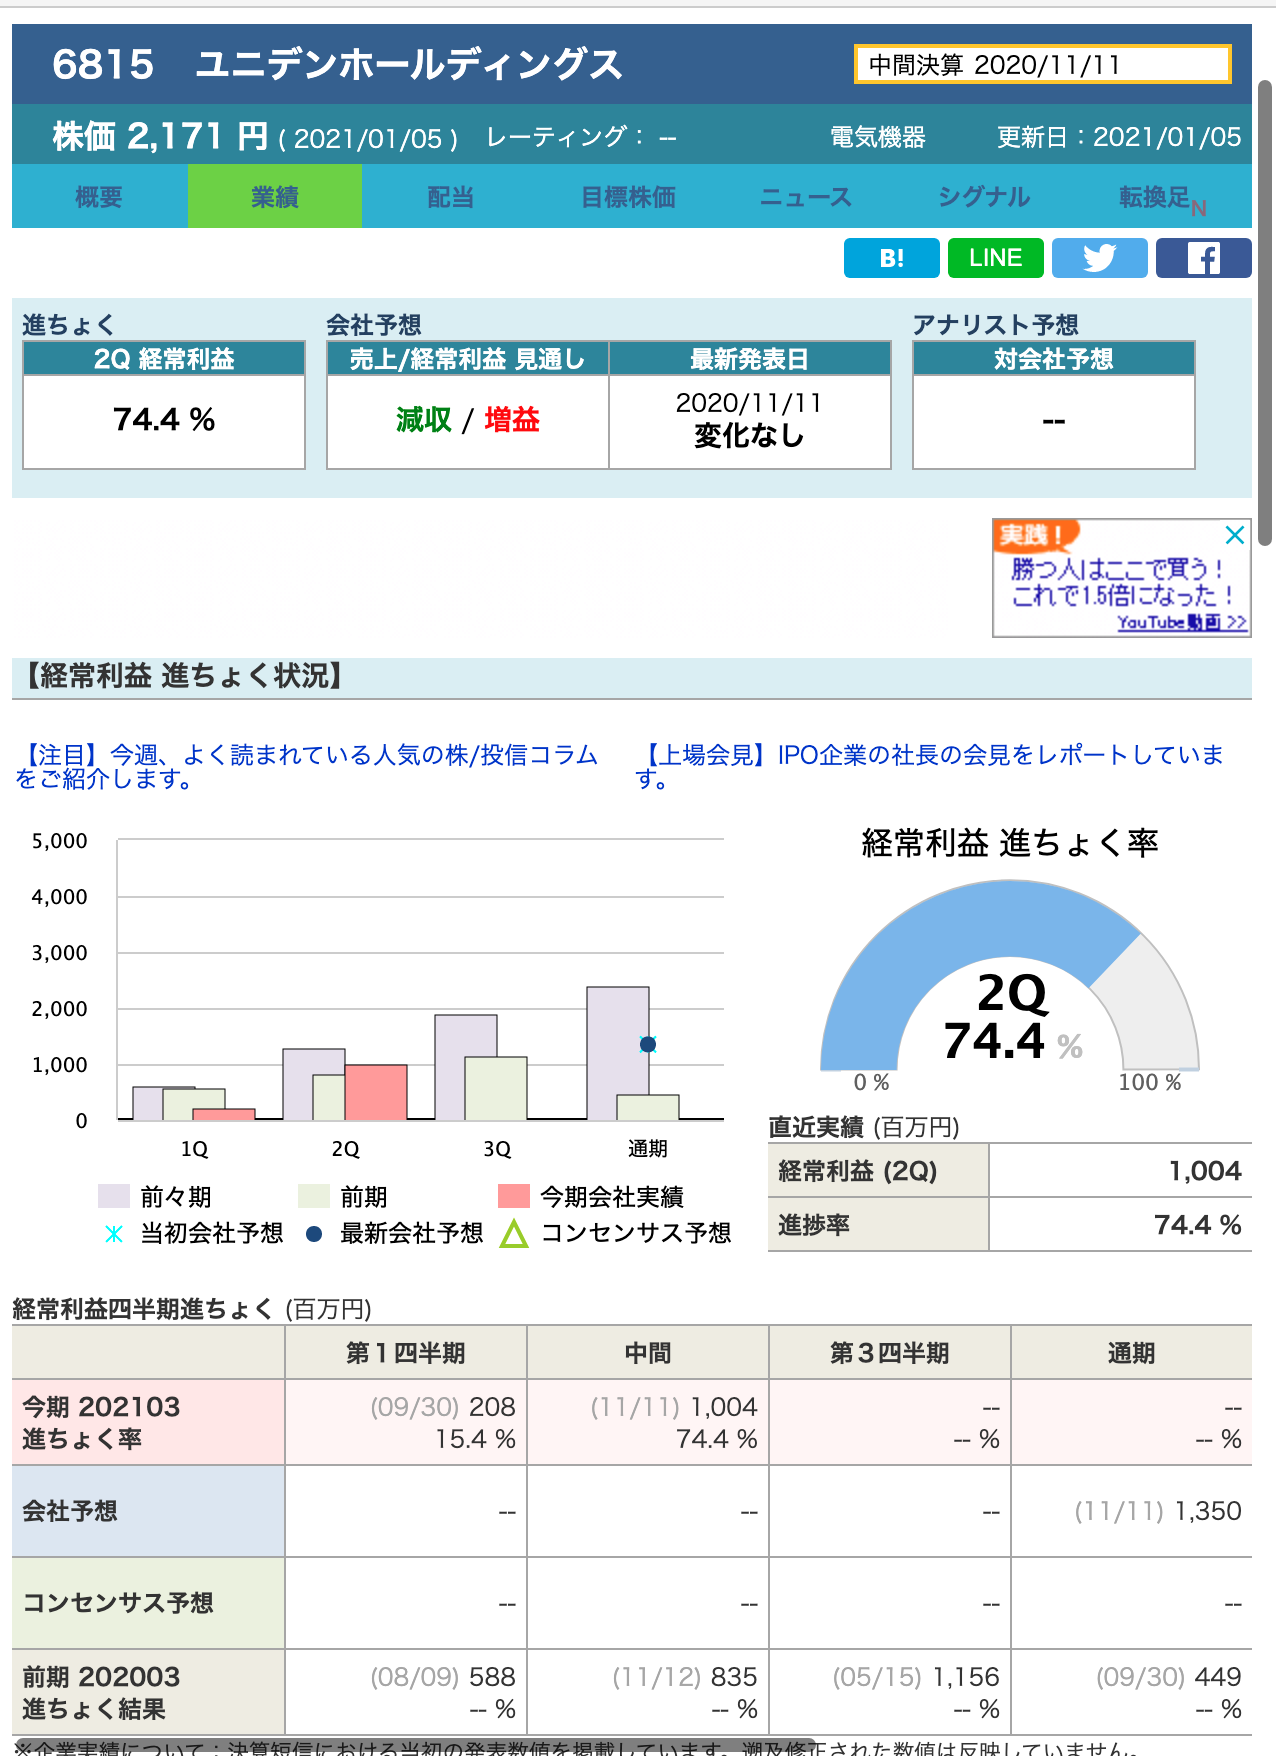 6815 ユニデンホールディングス
中間決算 2020/11/11
株価 2,171 円 ( 2021/01/05 ) レーティング： --
電気機器 更新日：2021/01/05
概要 業績 配当 目標株価 ニュース シグナル 転換足N
B! LINE
進ちょく 会社予想 アナリスト予想
2Q 経常利益 売上/経常利益 見通し 最新発表日 対会社予想
74.4 % 減収 / 増益 2020/11/11 --
変化なし
実践！
勝つ人はここで買う！
これで1.5倍になった！
YouTube動画 >>
【経常利益 進ちょく状況】
【注目】今週、よく読まれている人気の株/投信コラム
をご紹介します。
【上場会見】IPO企業の社長の会見をレポートしていま
す。
5,000
4,000
3,000
2,000
1,000
0
1Q 2Q 3Q 通期
前々期 前期 今期会社実績
当初会社予想 最新会社予想 コンセンサス予想
経常利益 進ちょく率
2Q
74.4 %
0 % 100 %
直近実績 (百万円)
経常利益 (2Q) 1,004
進捗率 74.4 %
経常利益四半期進ちょく (百万円)
第１四半期 中間 第３四半期 通期
今期 202103 (09/30) 208 (11/11) 1,004 -- --
進ちょく率 15.4 % 74.4 % -- % -- %
会社予想 -- -- -- (11/11) 1,350
コンセンサス予想 -- -- -- --
前期 202003 (08/09) 588 (11/12) 835 (05/15) 1,156 (09/30) 449
進ちょく結果 -- % -- % -- % -- %
※企業実績について：決算短信における当初の発表数値を掲載しています。遡及修正された数値は反映していません。